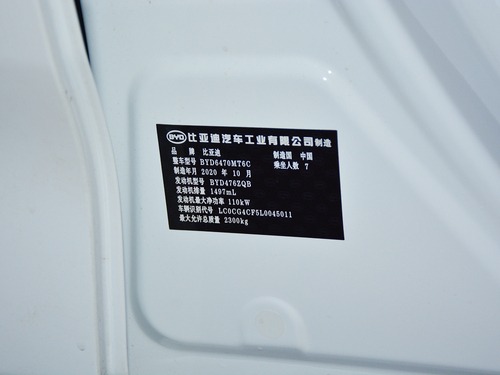 BYD 比亚迪汽车工业有限公司制造
品 牌 比亚迪 制造国 中国
整车型号 BYD6470MT6C 乘坐人数 7
制造年月 2020 年 10 月
发动机型号 BYD476ZQB
发动机排量 1497mL
发动机最大净功率 110kW
车辆识别代号 LC0CG4CF5L0045011
最大允许总质量 2300kg